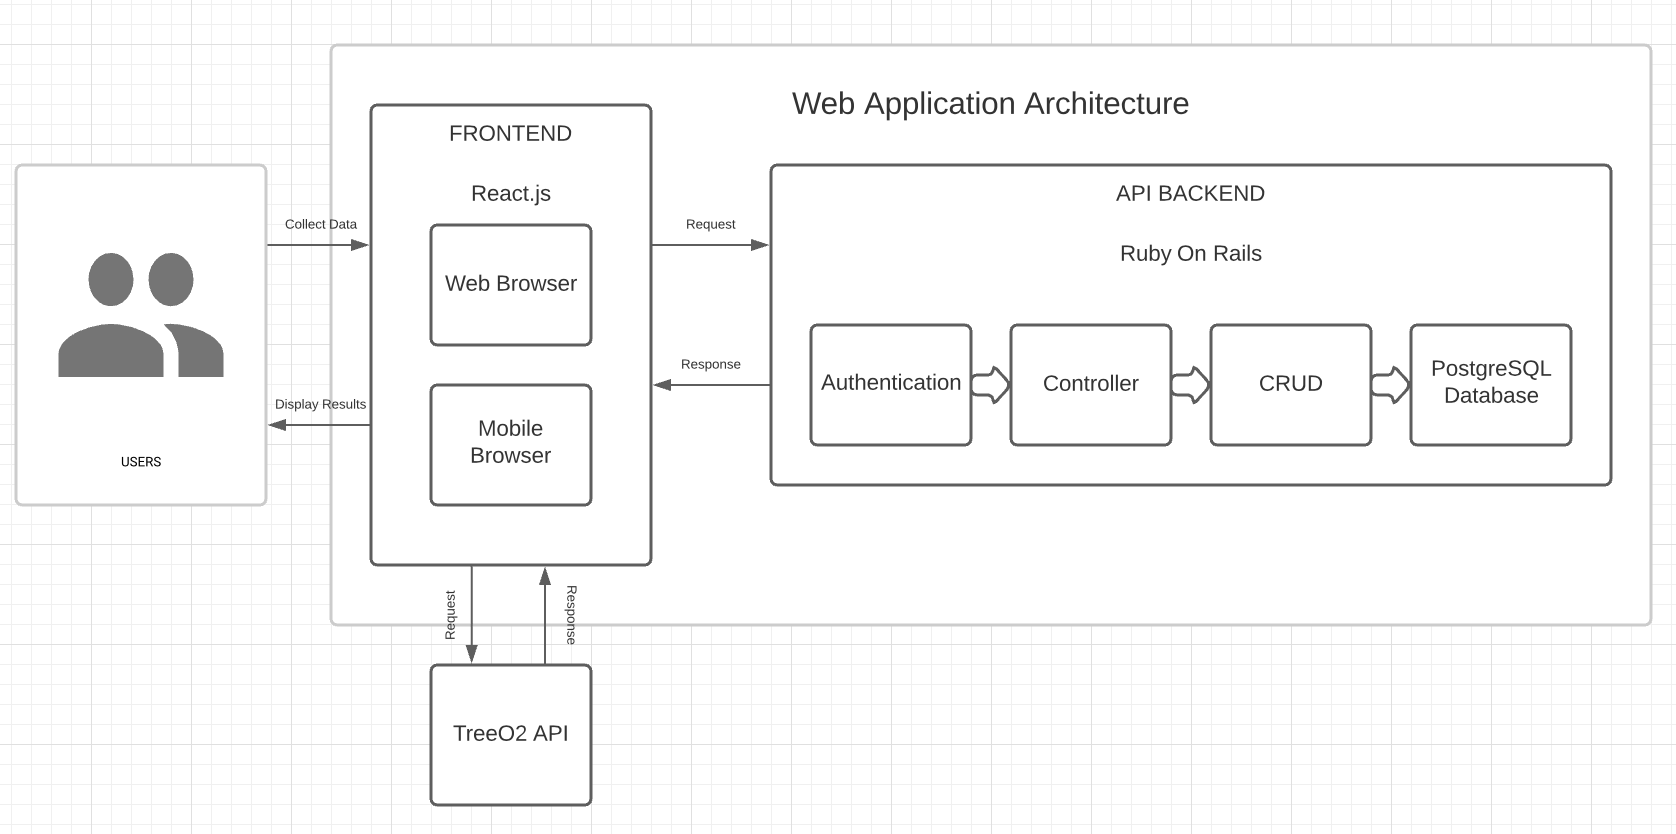 Web Application Architecture
FRONTEND
React.js
Web Browser
Mobile
Browser
USERS
Collect Data
Display Results
Request
Response
API BACKEND
Ruby On Rails
Authentication
Controller
CRUD
PostgreSQL
Database
Request
Response
TreeO2 API